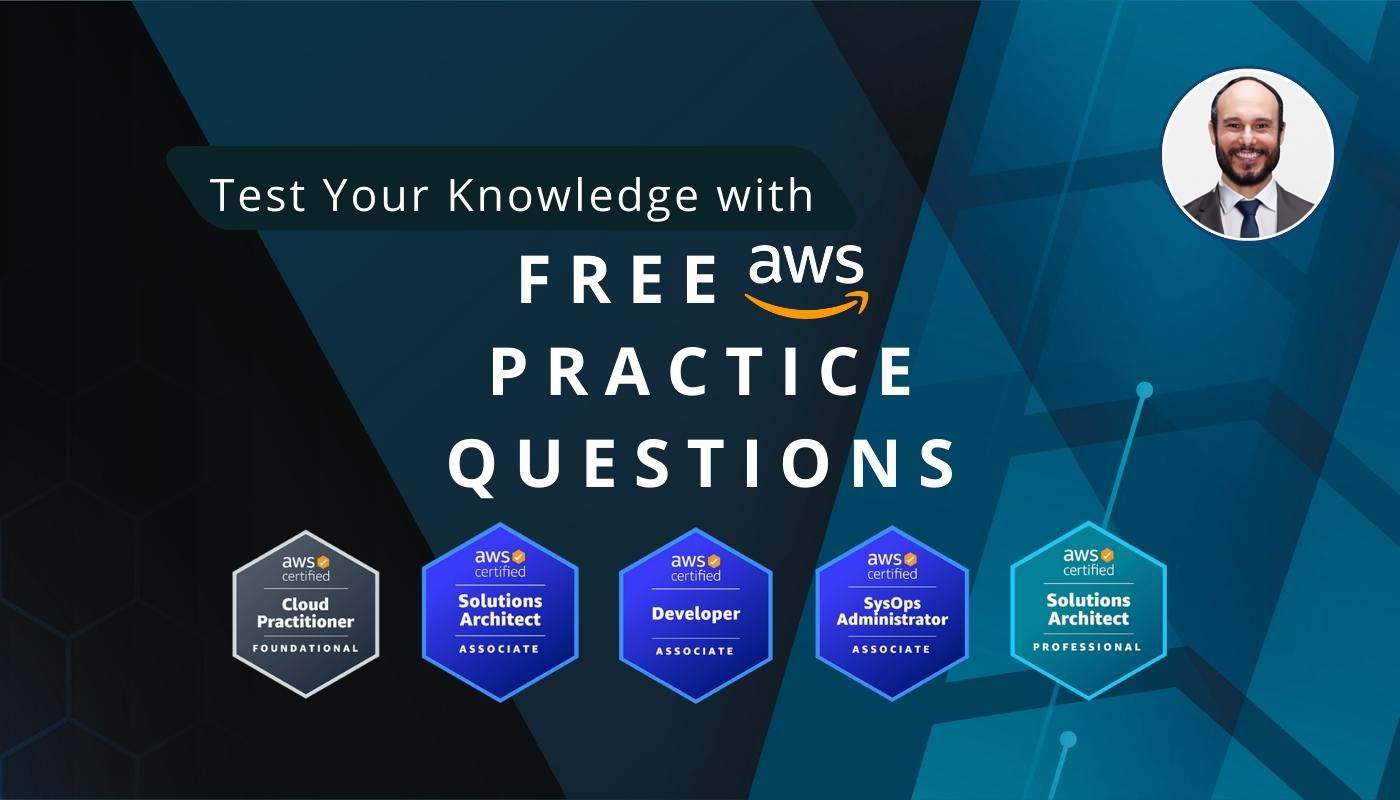 Test Your Knowledge with
FREE aws
PRACTICE
QUESTIONS
aws
certified
Cloud
Practitioner
FOUNDATIONAL
aws
certified
Solutions
Architect
ASSOCIATE
aws
certified
Developer
ASSOCIATE
aws
certified
SysOps
Administrator
ASSOCIATE
aws
certified
Solutions
Architect
PROFESSIONAL